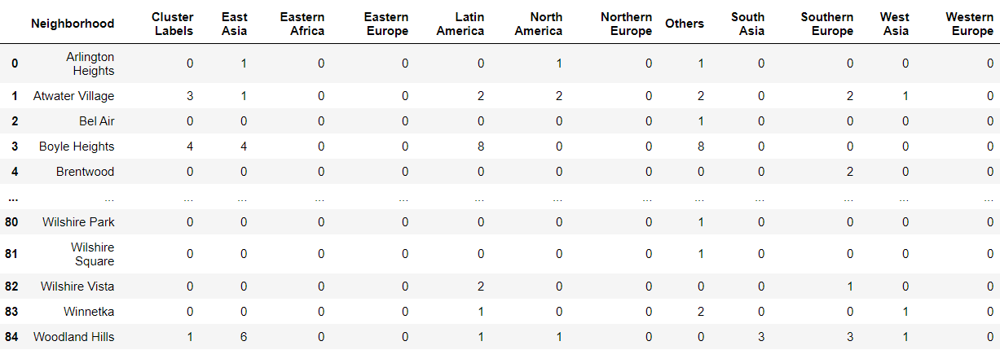 Neighborhood Cluster Labels East Asia Eastern Africa Eastern Europe Latin America North America Northern Europe Others South Asia Southern Europe West Asia Western Europe
0 Arlington Heights 0 1 0 0 0 1 0 1 0 0 0 0
1 Atwater Village 3 1 0 0 2 2 0 2 0 2 1 0
2 Bel Air 0 0 0 0 0 0 0 1 0 0 0 0
3 Boyle Heights 4 4 0 0 8 0 0 8 0 0 0 0
4 Brentwood 0 0 0 0 0 0 0 0 0 2 0 0
... ... ... ... ... ... ... ... ... ... ... ... ... ...
80 Wilshire Park 0 0 0 0 0 0 0 1 0 0 0 0
81 Wilshire Square 0 0 0 0 0 0 0 1 0 0 0 0
82 Wilshire Vista 0 0 0 0 2 0 0 0 0 1 0 0
83 Winnetka 0 0 0 0 1 0 0 2 0 0 1 0
84 Woodland Hills 1 6 0 0 1 1 0 0 3 3 1 0